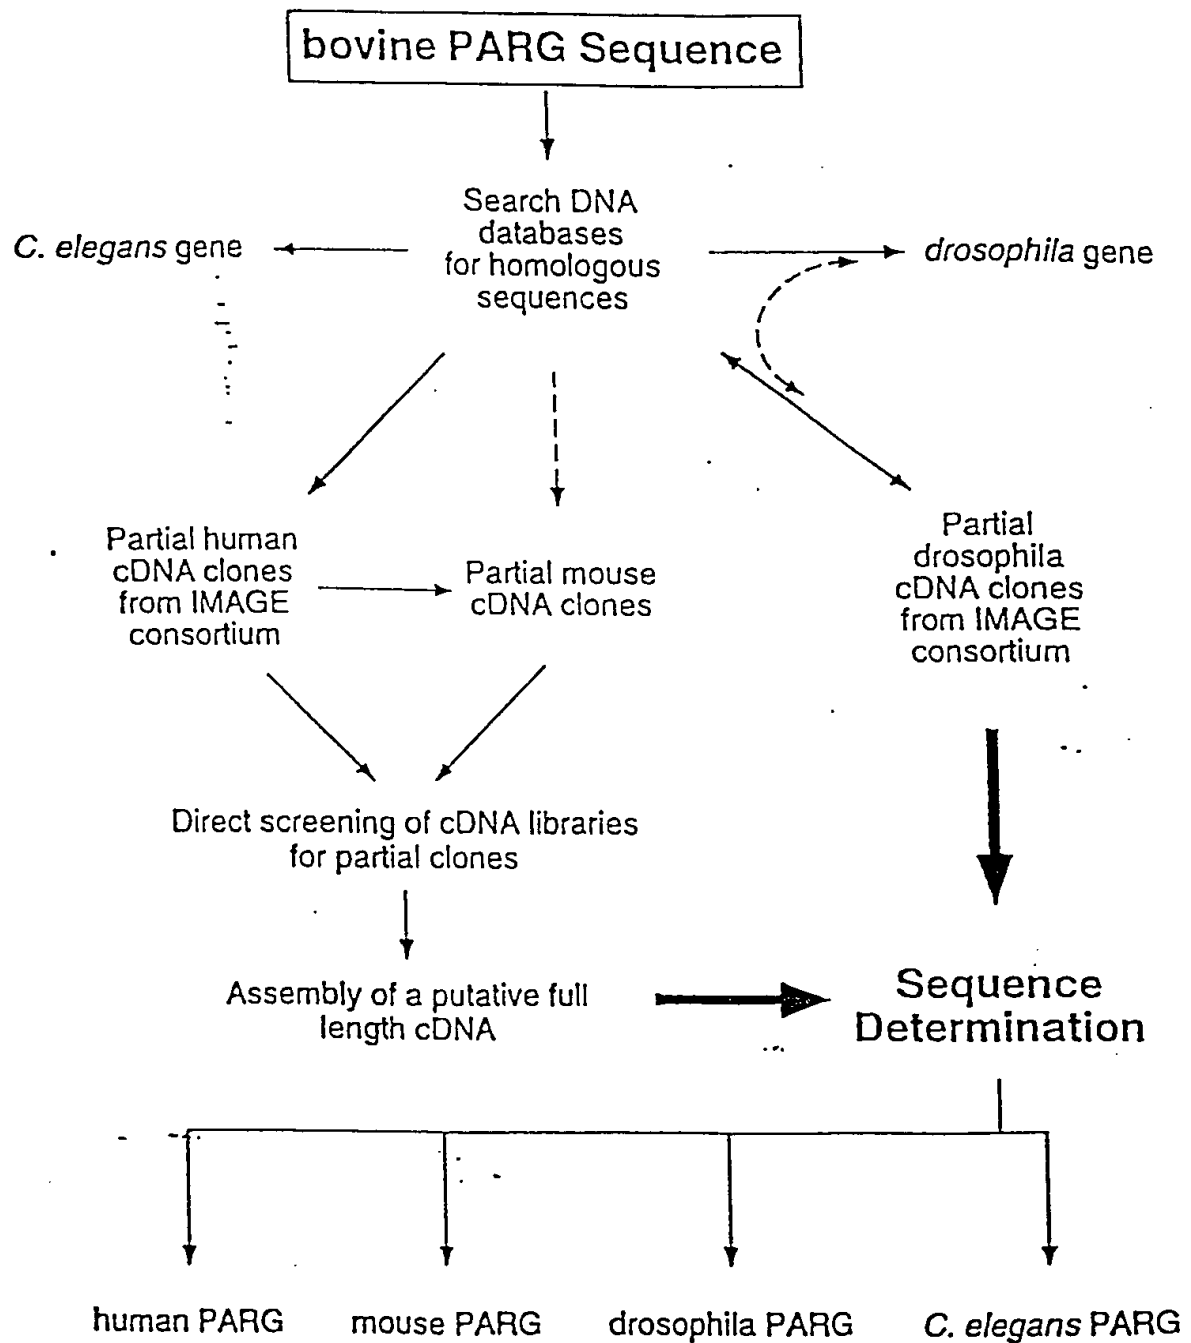 bovine PARG Sequence
Search DNA
databases
for homologous
sequences
C. elegans gene
drosophila gene
Partial human
cDNA clones
from IMAGE
consortium
Partial mouse
cDNA clones
Partial
drosophila
cDNA clones
from IMAGE
consortium
Direct screening of cDNA libraries
for partial clones
Assembly of a putative full
length cDNA
Sequence
Determination
human PARG
mouse PARG
drosophila PARG
C. elegans PARG